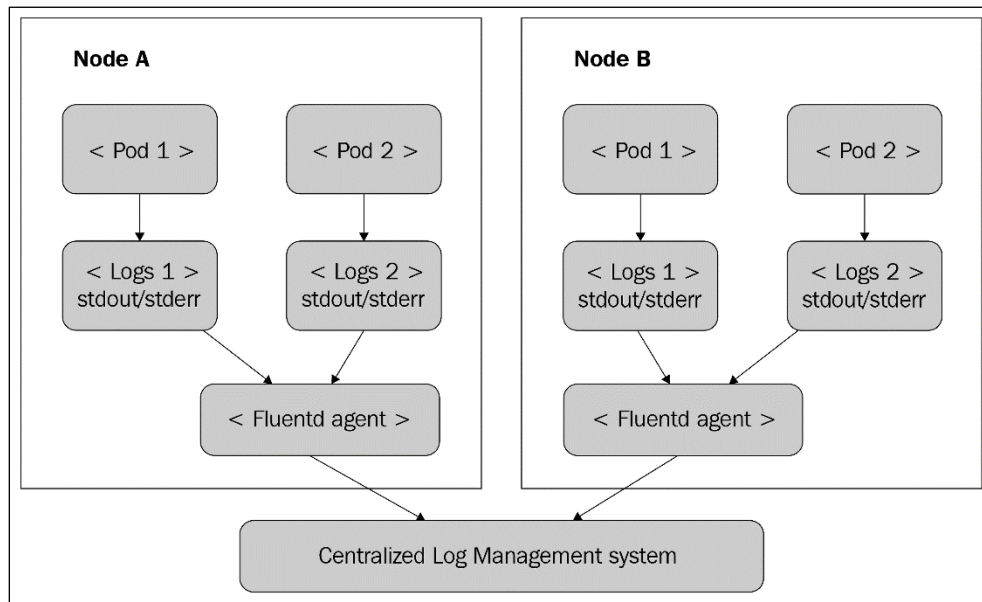 Node A
Node B
< Pod 1 >
< Pod 2 >
< Pod 1 >
< Pod 2 >
< Logs 1 >
stdout/stderr
< Logs 2 >
stdout/stderr
< Logs 1 >
stdout/stderr
< Logs 2 >
stdout/stderr
< Fluentd agent >
< Fluentd agent >
Centralized Log Management system